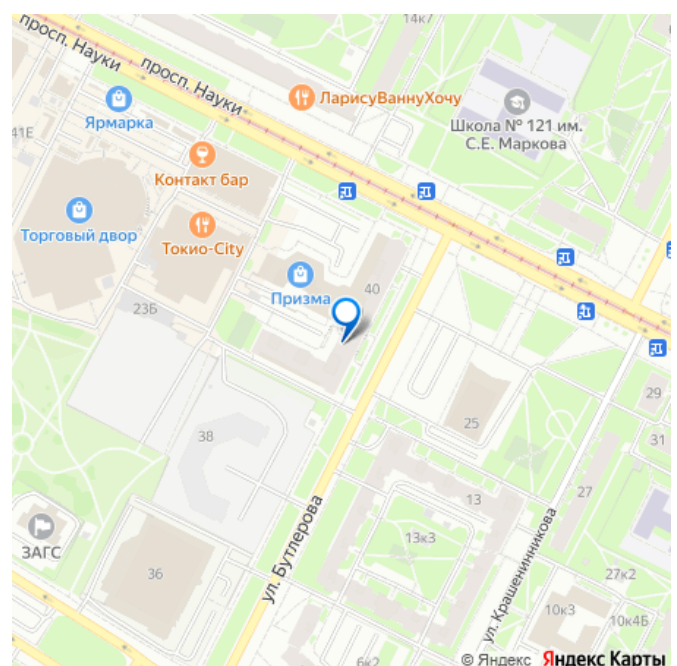 14к7
просп. Науки
просп. Науки
ЛарисуВаннуХочу
Ярмарка
41Е
Школа № 121 им.
С.Е. Маркова
Контакт бар
Торговый двор
Токио-City
Призма
40
23Б
29
25
31
38
13
27
ул. Бутлерова
ул. Крашенинникова
ЗАГС
13к3
36
27к2
10к3
10к4Б
6к2
© Яндекс Яндекс Карты